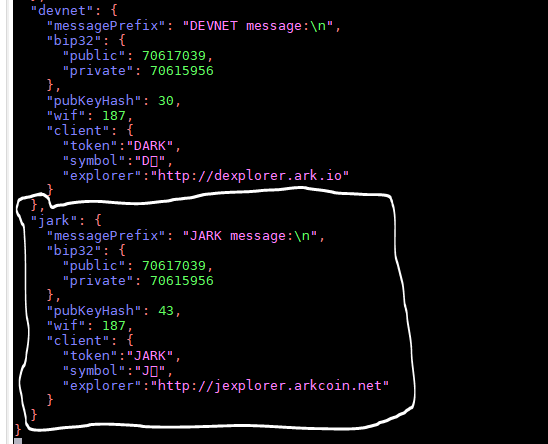 },
"devnet": {
"messagePrefix": "DEVNET message:\n",
"bip32": {
"public": 70617039,
"private": 70615956
},
"pubKeyHash": 30,
"wif": 187,
"client": {
"token":"DARK",
"symbol":"D▯",
"explorer":"http://dexplorer.ark.io"
}
},
"jark": {
"messagePrefix": "JARK message:\n",
"bip32": {
"public": 70617039,
"private": 70615956
},
"pubKeyHash": 43,
"wif": 187,
"client": {
"token":"JARK",
"symbol":"J▯",
"explorer":"http://jexplorer.arkcoin.net"
}
}
}